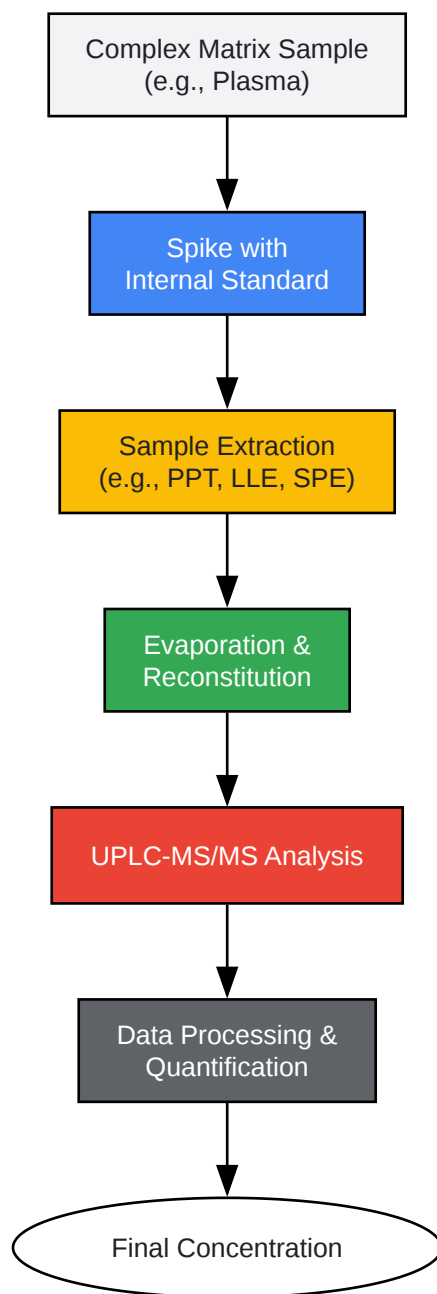 Complex Matrix Sample
(e.g., Plasma)
Spike with
Internal Standard
Sample Extraction
(e.g., PPT, LLE, SPE)
Evaporation &
Reconstitution
UPLC-MS/MS Analysis
Data Processing &
Quantification
Final Concentration